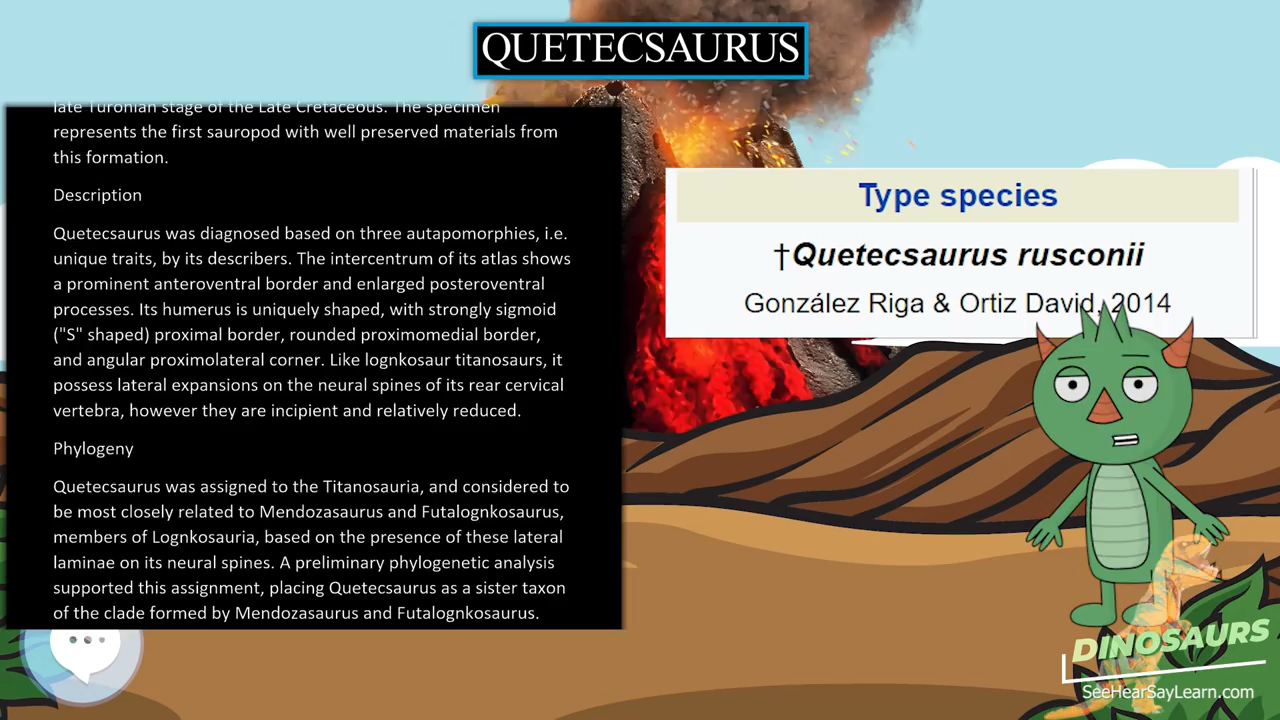 QUETECSAURUS
late Turonian stage of the Late Cretaceous. The specimen
represents the first sauropod with well preserved materials from
this formation.
Description
Quetecsaurus was diagnosed based on three autapomorphies, i.e.
unique traits, by its describers. The intercentrum of its atlas shows
a prominent anteroventral border and enlarged posteroventral
processes. Its humerus is uniquely shaped, with strongly sigmoid
("S" shaped) proximal border, rounded proximomedial border,
and angular proxmolateral corner. Like lognkosaur titanosaurs, it
possess lateral expansions on the neural spines of its rear cervical
vertebra, however they are incipient and relatively reduced.
Phylogeny
Quetecsaurus was assigned to the Titanosauria, and considered to
be most closely related to Mendozasaurus and Futalognkosaurus,
members of Lognkosauria, based on the presence of these lateral
laminae on its neural spines. A preliminary phylogenetic analysis
supported this assignment, placing Quetecsaurus as a sister taxon
of the clade formed by Mendozasaurus and Futalognkosaurus.
Type species
†Quetecsaurus rusconii
González Riga & Ortiz David, 2014
DINOSAURS
SeeHearSayLearn.com